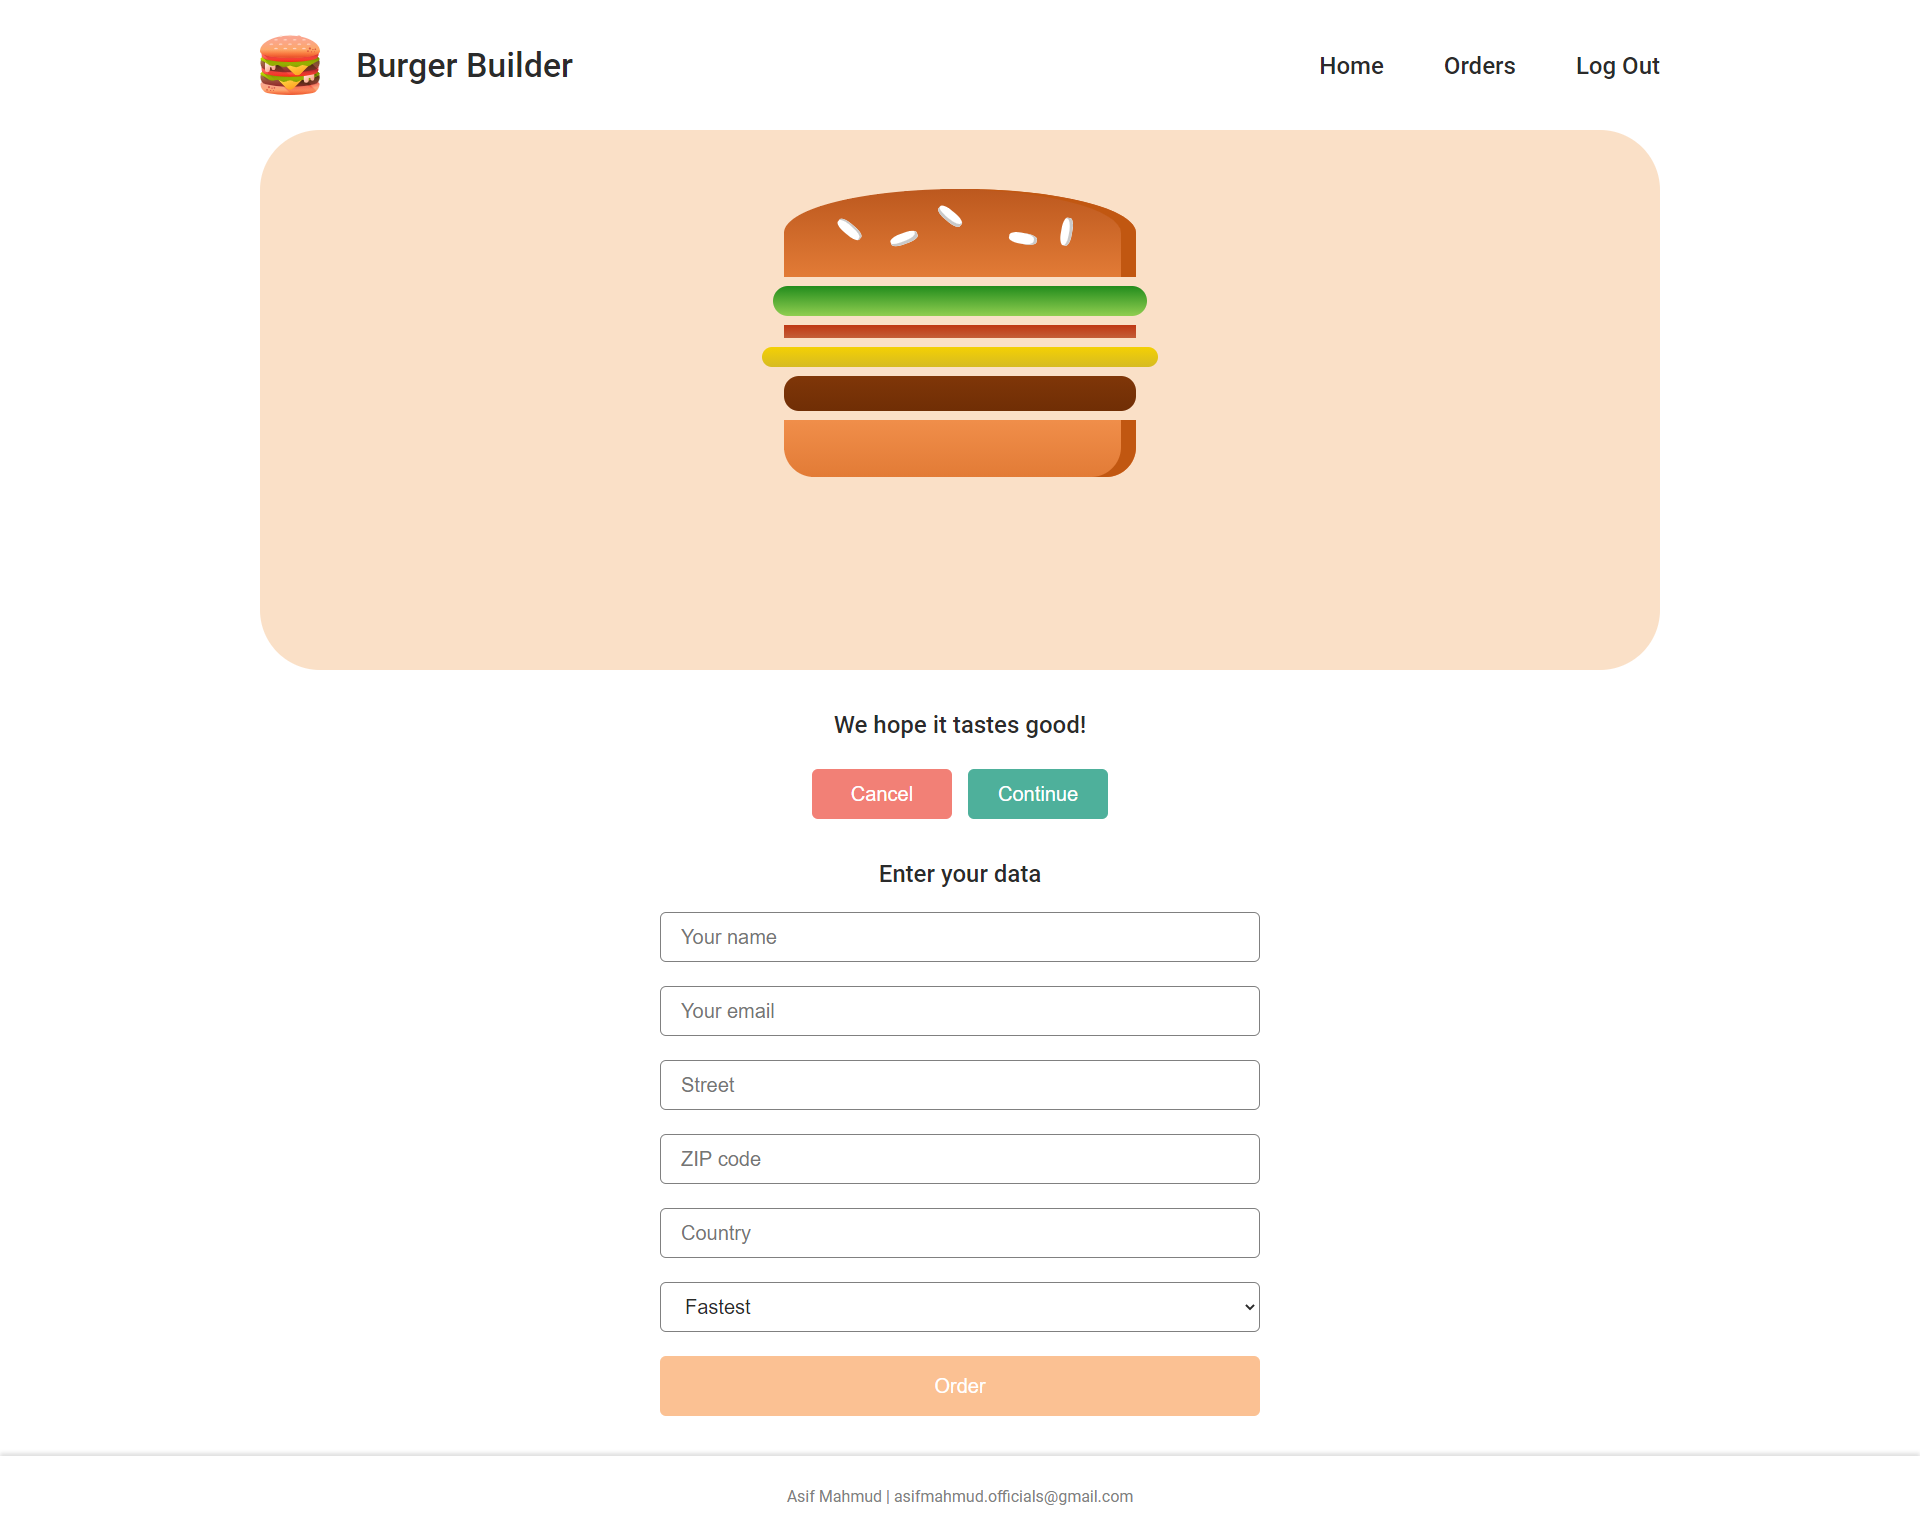 Burger Builder
Home
Orders
Log Out
We hope it tastes good!
Cancel
Continue
Enter your data
Your name
Your email
Street
ZIP code
Country
Fastest
Order
Asif Mahmud | asifmahmud.officials@gmail.com